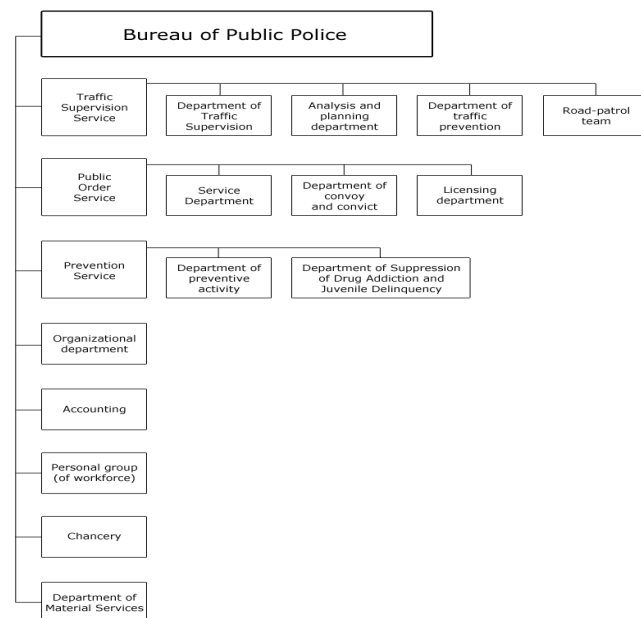 Bureau of Public Police
Traffic
Supervision
Service
Department of
Traffic
Supervision
Analysis and
planning
department
Department of
traffic
prevention
Road-patrol
team
Public
Order
Service
Service
Department
Department of
convoy
and convict
Licensing
department
Prevention
Service
Department of
preventive
activity
Department of Suppression
of Drug Addiction and
Juvenile Delinquency
Organizational
department
Accounting
Personal group
(of workforce)
Chancery
Department of
Material Services